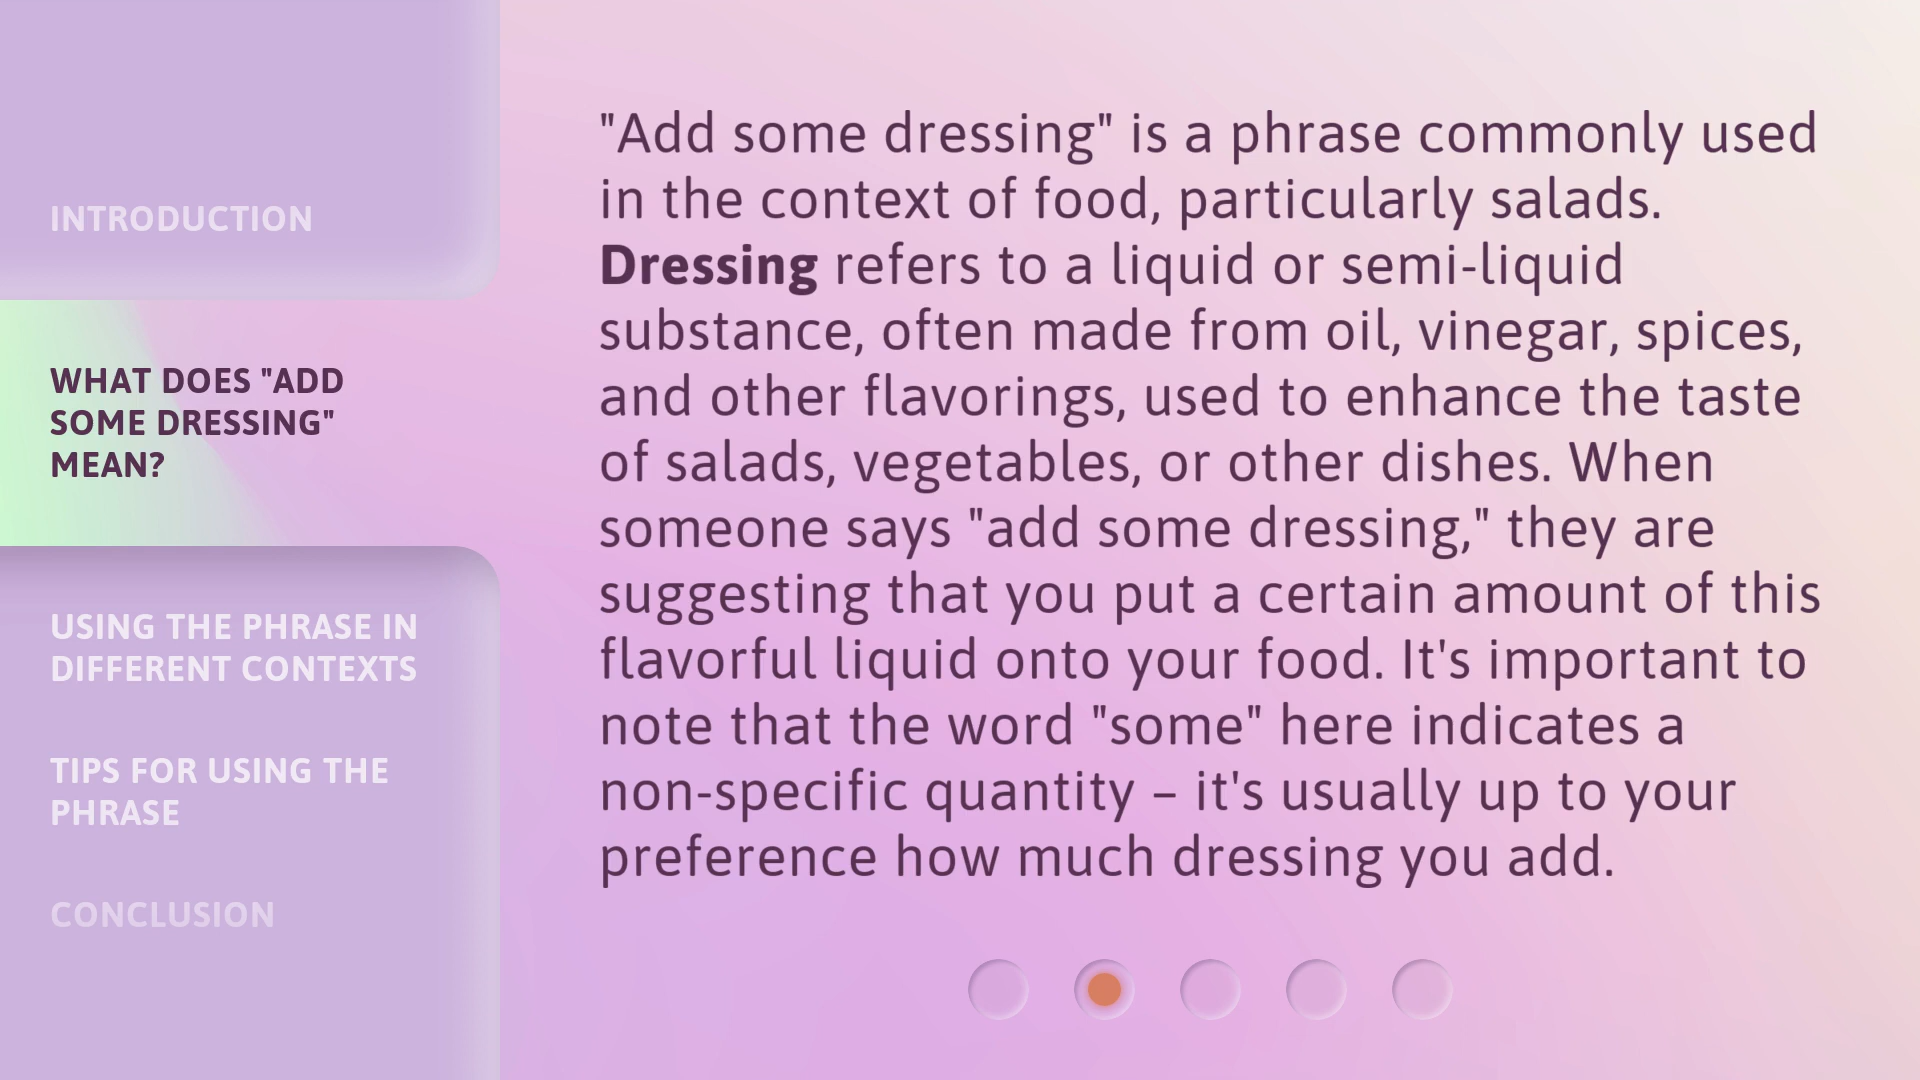 INTRODUCTION
WHAT DOES "ADD
SOME DRESSING"
MEAN?
USING THE PHRASE IN
DIFFERENT CONTEXTS
TIPS FOR USING THE
PHRASE
CONCLUSION
"Add some dressing" is a phrase commonly used
in the context of food, particularly salads.
Dressing refers to a liquid or semi-liquid
substance, often made from oil, vinegar, spices,
and other flavorings, used to enhance the taste
of salads, vegetables, or other dishes. When
someone says "add some dressing," they are
suggesting that you put a certain amount of this
flavorful liquid onto your food. It's important to
note that the word "some" here indicates a
non-specific quantity – it's usually up to your
preference how much dressing you add.